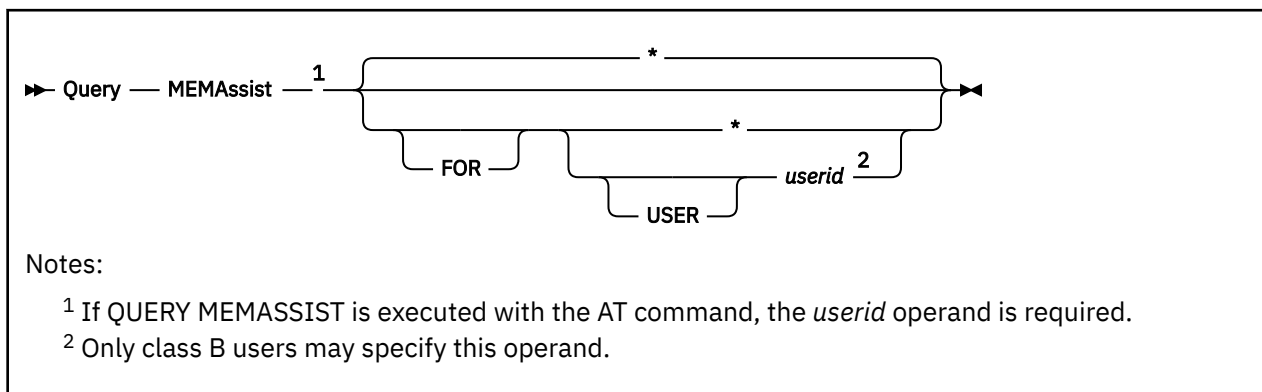 *
Query MEMAssist 1
*
FOR
userid 2
USER
Notes:
1 If QUERY MEMASSIST is executed with the AT command, the userid operand is required.
2 Only class B users may specify this operand.